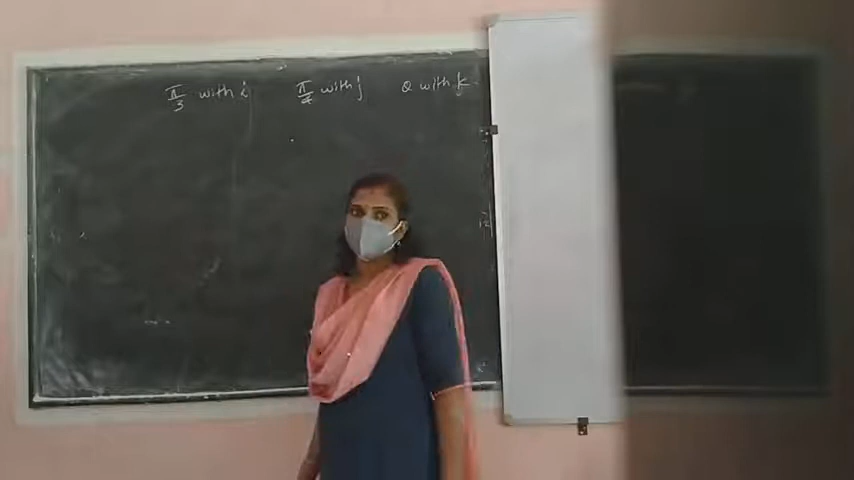 π/3 with i π/4 with j θ with k